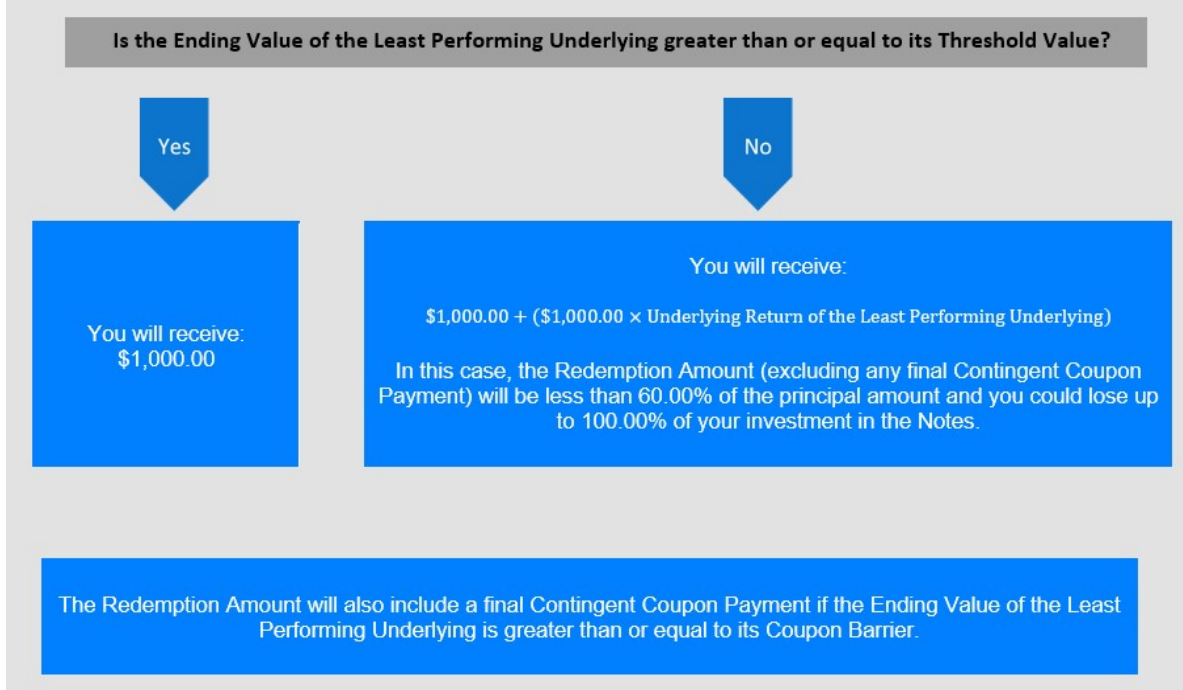 Is the Ending Value of the Least Performing Underlying greater than or equal to its Threshold Value?
Yes
No
You will receive:
$1,000.00
You will receive:
$1,000.00 + ($1,000.00 × Underlying Return of the Least Performing Underlying)
In this case, the Redemption Amount (excluding any final Contingent Coupon
Payment) will be less than 60.00% of the principal amount and you could lose up
to 100.00% of your investment in the Notes.
The Redemption Amount will also include a final Contingent Coupon Payment if the Ending Value of the Least
Performing Underlying is greater than or equal to its Coupon Barrier.